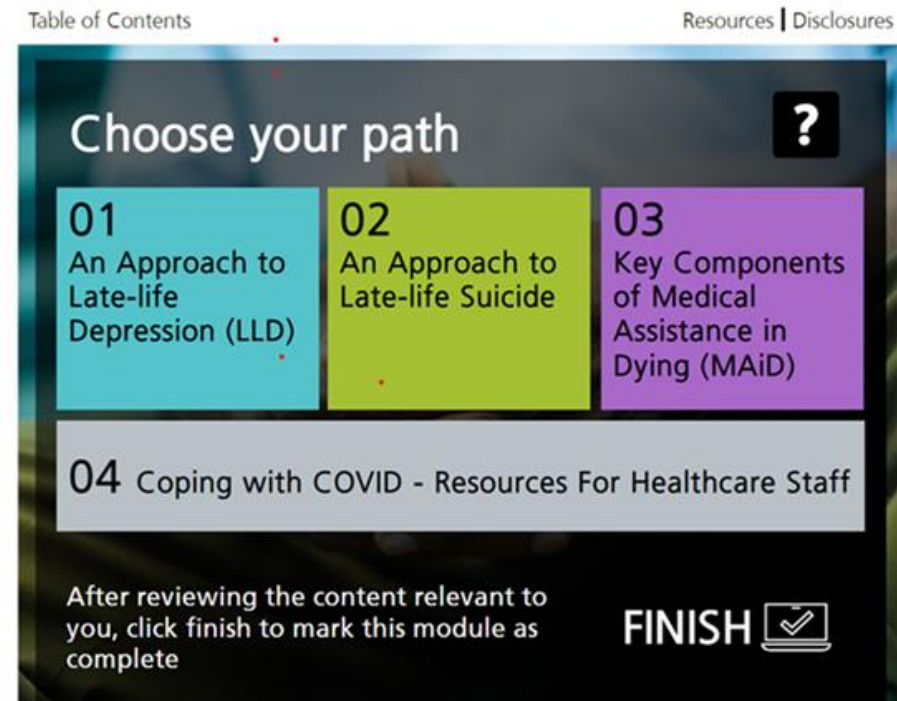 Table of Contents
Resources | Disclosures
Choose your path
?
01
An Approach to
Late-life
Depression (LLD)
02
An Approach to
Late-life Suicide
03
Key Components
of Medical
Assistance in
Dying (MAiD)
04 Coping with COVID - Resources For Healthcare Staff
After reviewing the content relevant to
you, click finish to mark this module as
complete
FINISH